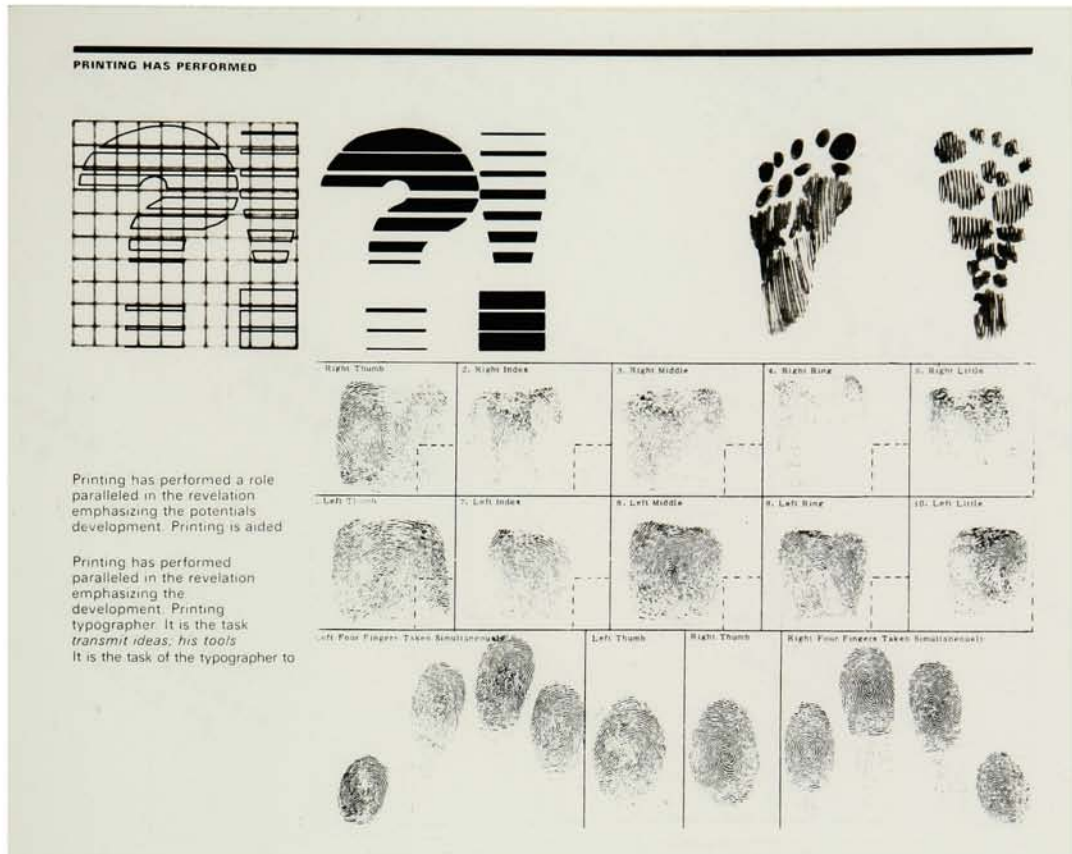 PRINTING HAS PERFORMED
Right Thumb
2. Right Index
3. Right Middle
4. Right Ring
5. Right Little
Left Thumb
7. Left Index
8. Left Middle
9. Left Ring
10. Left Little
Left Four Fingers Taken Simultaneously
Left Thumb
Right Thumb
Right Four Fingers Taken Simultaneously
Printing has performed a role
paralleled in the revelation
emphasizing the potentials
development. Printing is aided
Printing has performed
paralleled in the revelation
emphasizing the
development. Printing
typographer. It is the task
transmit ideas; his tools
It is the task of the typographer to